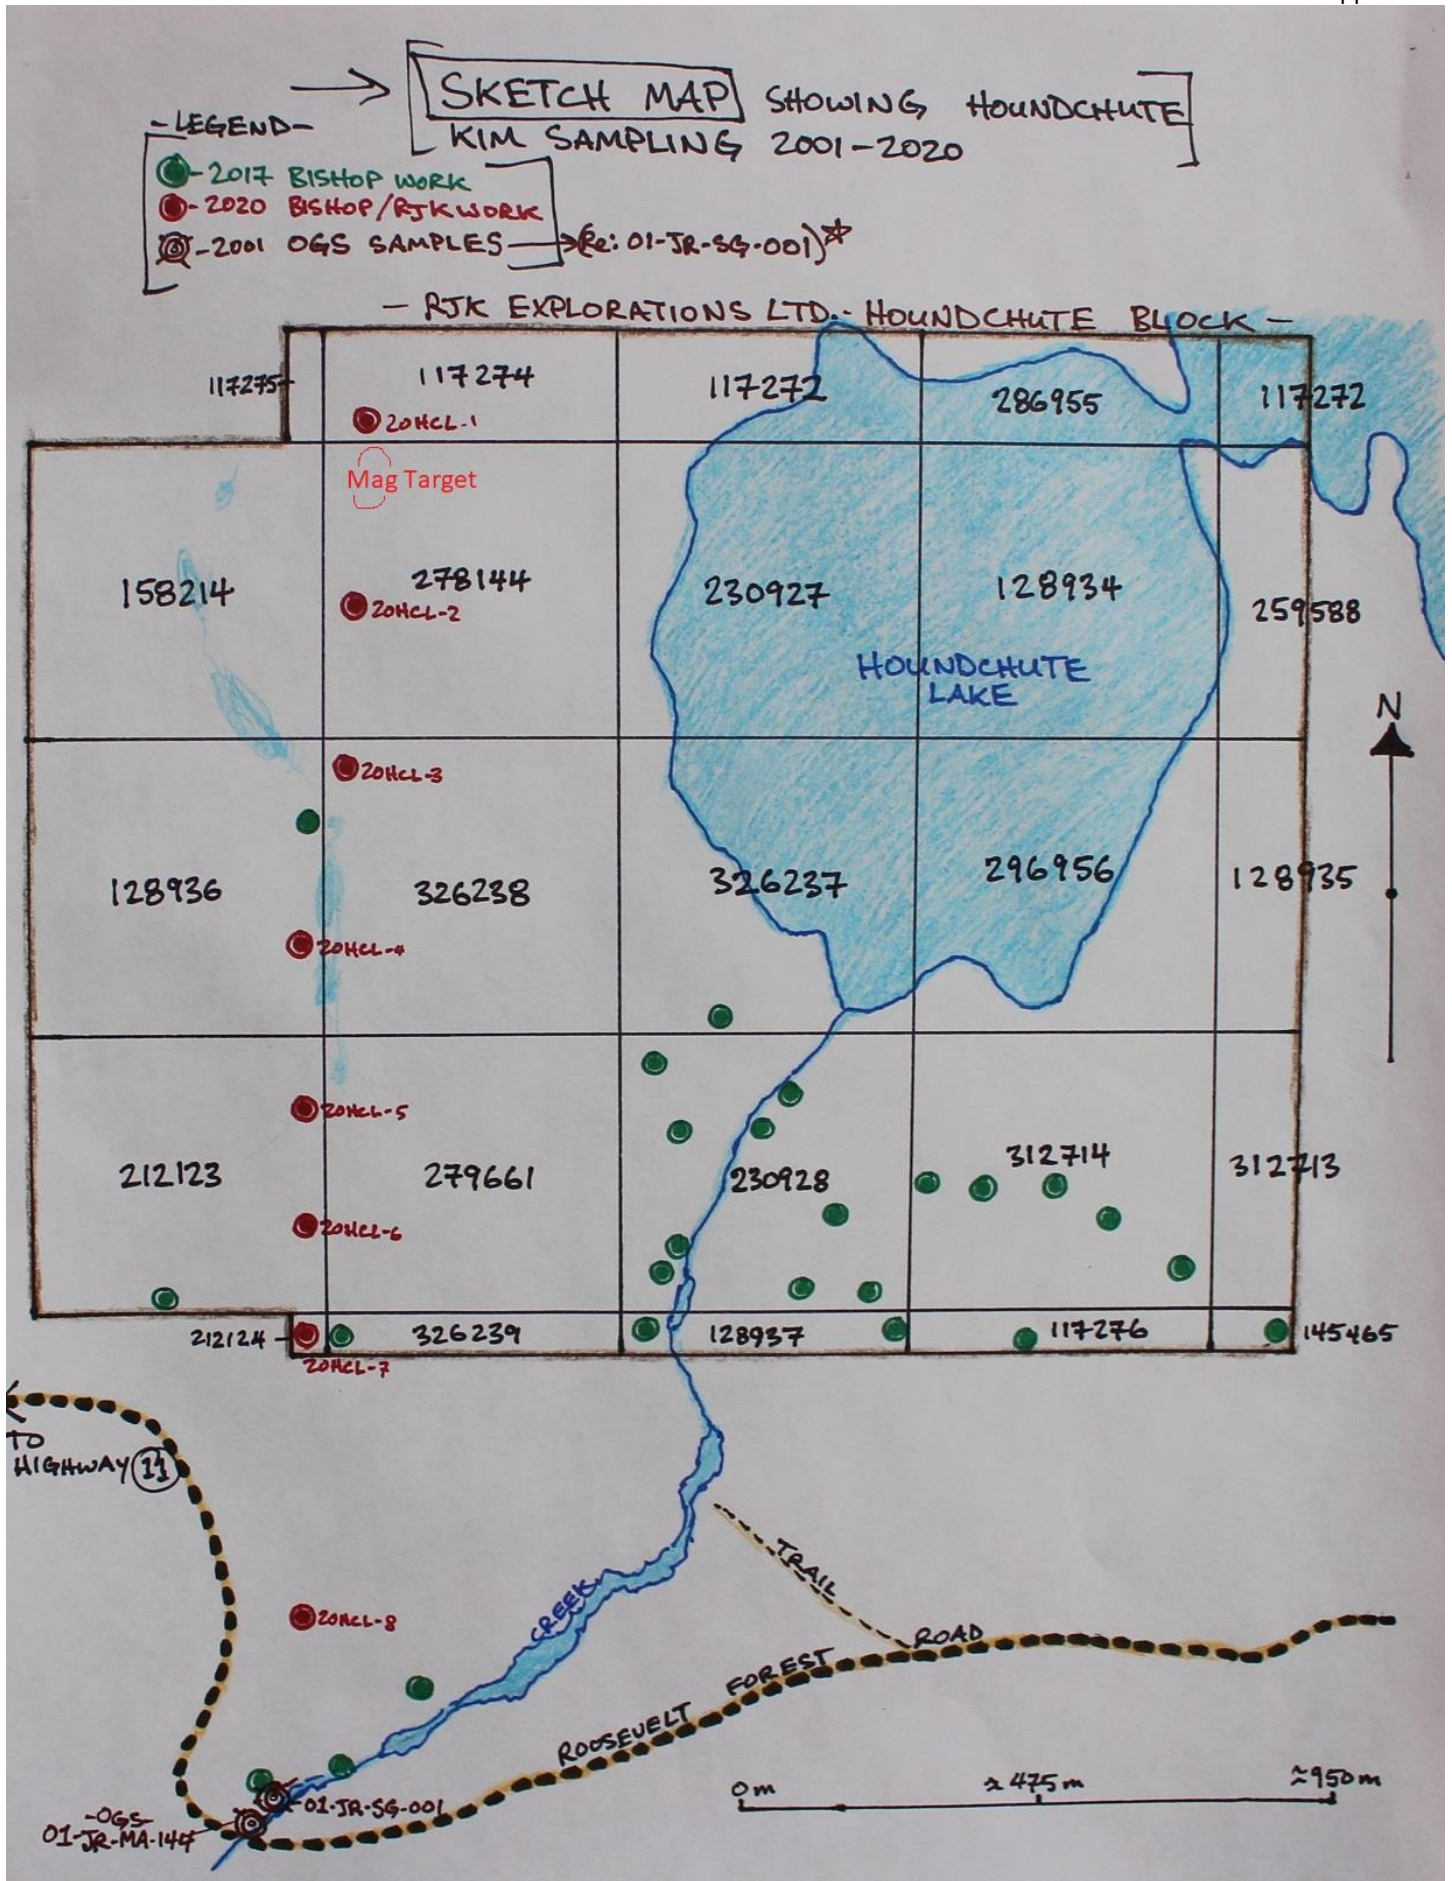 SKETCH MAP SHOWING HOUNDCHUTE
KIM SAMPLING 2001-2020
-LEGEND-
-2017 BISHOP WORK
-2020 BISHOP/RJK WORK
-2001 OGS SAMPLES (Re: 01-JR-SG-001)
- RJK EXPLORATIONS LTD.- HOUNDCHUTE BLOCK -
117275 117274 117272 286955 117272
20HCL-1
Mag Target
158214 278144 230927 128934 259588
20HCL-2
HOUNDCHUTE
LAKE
N
20HCL-3
128936 326238 326237 296956 128935
20HCL-4
20HCL-5
212123 279661 230928 312714 312713
20HCL-6
212124 326239 128937 117276 145465
20HCL-7
TO
HIGHWAY 11
TRAIL
20HCL-8
CREEK
ROOSEVELT FOREST ROAD
0m ≈475m ≈950m
01-JR-SG-001
-OGS-
01-JR-MA-144